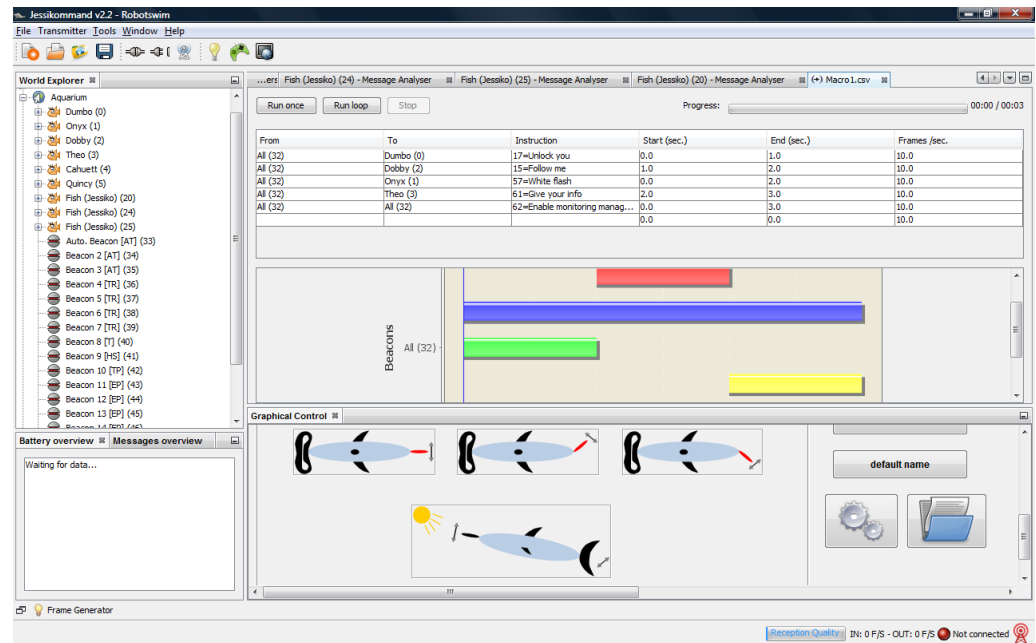 Jessikommand v2.2 - Robotswim
File Transmitter Tools Window Help
World Explorer
Aquarium
Dumbo (0)
Onyx (1)
Dobby (2)
Theo (3)
Cahuett (4)
Quincy (5)
Fish (Jessiko) (20)
Fish (Jessiko) (24)
Fish (Jessiko) (25)
Auto. Beacon [AT] (33)
Beacon 2 [AT] (34)
Beacon 3 [AT] (35)
Beacon 4 [TR] (36)
Beacon 5 [TR] (37)
Beacon 6 [TR] (38)
Beacon 7 [TR] (39)
Beacon 8 [T] (40)
Beacon 9 [HS] (41)
Beacon 10 [TP] (42)
Beacon 11 [EP] (43)
Beacon 12 [EP] (44)
Beacon 13 [EP] (45)
Beacon 14 [EP] (46)
Battery overview Messages overview
Waiting for data...
...ers Fish (Jessiko) (24) - Message Analyser Fish (Jessiko) (25) - Message Analyser Fish (Jessiko) (20) - Message Analyser (+) Macro1.csv
Run once Run loop Stop Progress: 00:00 / 00:03
From To Instruction Start (sec.) End (sec.) Frames /sec.
All (32) Dumbo (0) 17=Unlock you 0.0 1.0 10.0
All (32) Dobby (2) 15=Follow me 1.0 2.0 10.0
All (32) Onyx (1) 57=White flash 0.0 2.0 10.0
All (32) Theo (3) 61=Give your info 2.0 3.0 10.0
All (32) All (32) 62=Enable monitoring manag... 0.0 3.0 10.0
0.0 0.0 10.0
Beacons
All (32)
Graphical Control
default name
Frame Generator
Reception Quality IN: 0 F/S - OUT: 0 F/S Not connected